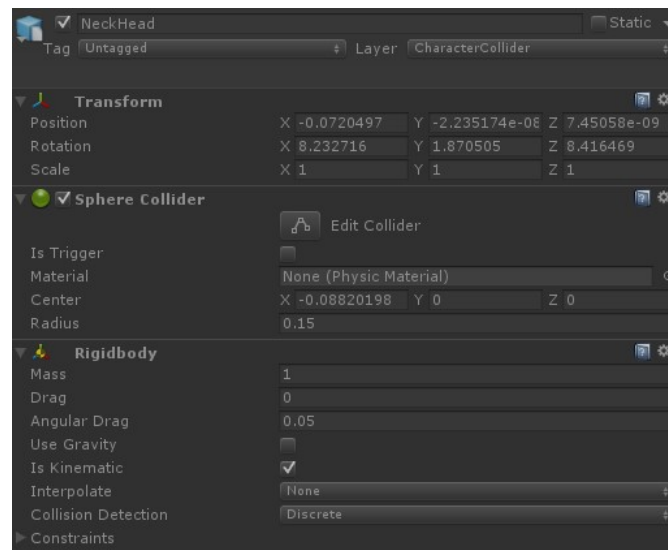 NeckHead Static
Tag Untagged Layer CharacterCollider
Transform
Position X -0.0720497 Y -2.235174e-08 Z 7.45058e-09
Rotation X 8.232716 Y 1.870505 Z 8.416469
Scale X 1 Y 1 Z 1
Sphere Collider
Edit Collider
Is Trigger
Material None (Physic Material)
Center X -0.08820198 Y 0 Z 0
Radius 0.15
Rigidbody
Mass 1
Drag 0
Angular Drag 0.05
Use Gravity
Is Kinematic
Interpolate None
Collision Detection Discrete
Constraints